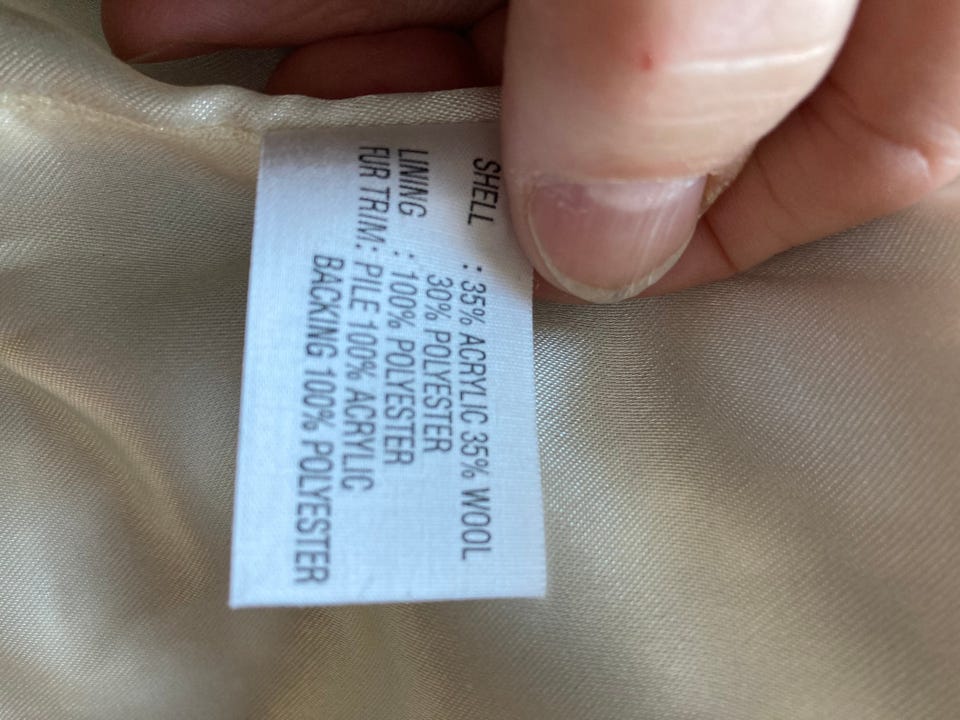 SHELL : 35% ACRYLIC 35% WOOL
30% POLYESTER
LINING : 100% POLYESTER
FUR TRIM: PILE 100% ACRYLIC
BACKING 100% POLYESTER